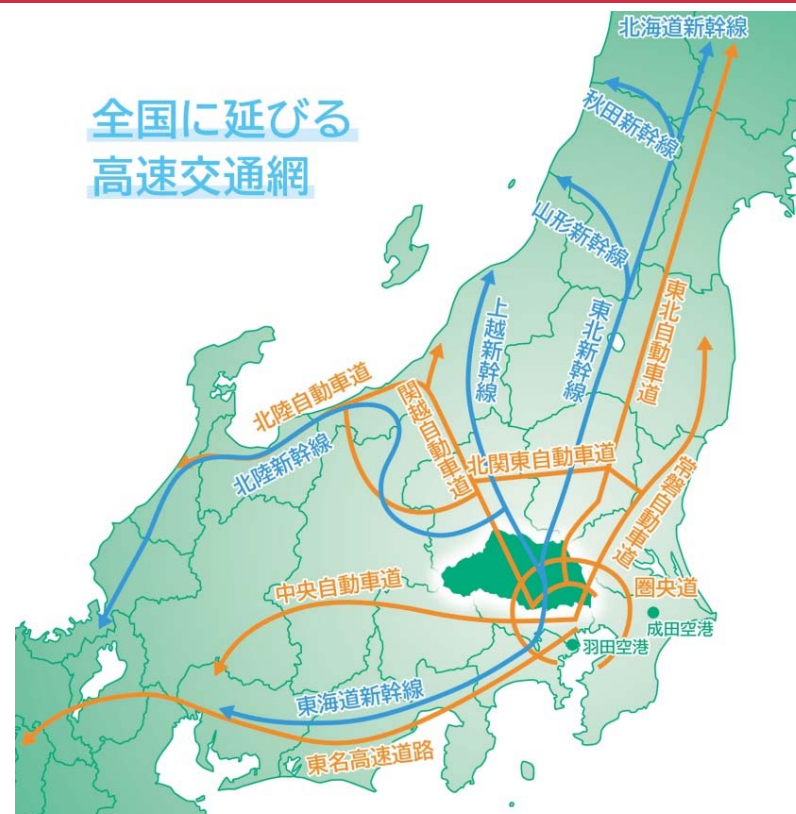 全国に延びる
高速交通網
北海道新幹線
秋田新幹線
山形新幹線
上越新幹線
東北新幹線
東北自動車道
北陸自動車道
関越自動車道
北陸新幹線
北関東自動車道
常磐自動車道
中央自動車道
圏央道
成田空港
羽田空港
東海道新幹線
東名高速道路